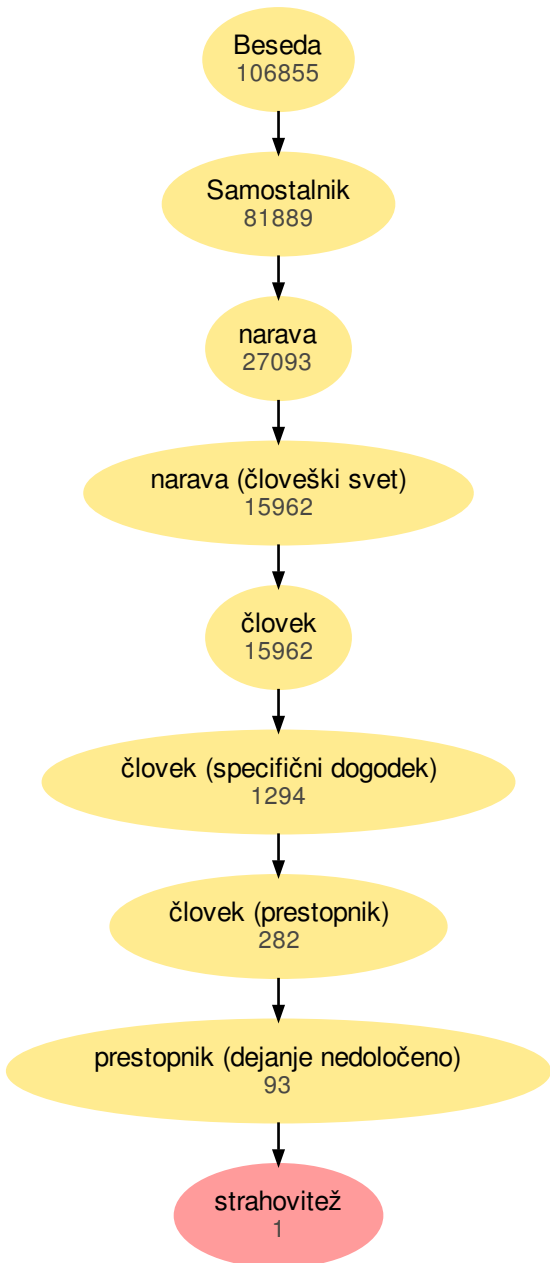 Beseda
106855
Samostalnik
81889
narava
27093
narava (človeški svet)
15962
človek
15962
človek (specifični dogodek)
1294
človek (prestopnik)
282
prestopnik (dejanje nedoločeno)
93
strahovitež
1